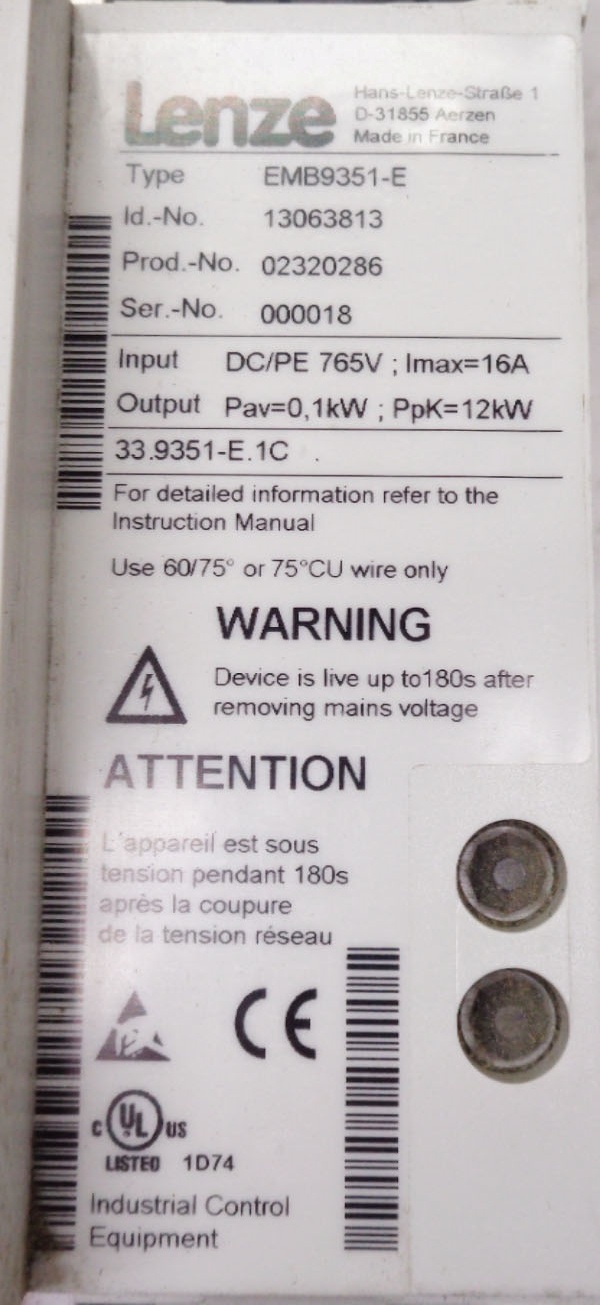 Lenze
Hans-Lenze-Straße 1
D-31855 Aerzen
Made in France
Type EMB9351-E
Id.-No. 13063813
Prod.-No. 02320286
Ser.-No. 000018
Input DC/PE 765V ; Imax=16A
Output Pav=0,1kW ; PpK=12kW
33.9351-E.1C .
For detailed information refer to the
Instruction Manual
Use 60/75° or 75°CU wire only
WARNING
Device is live up to180s after
removing mains voltage
ATTENTION
L'appareil est sous
tension pendant 180s
après la coupure
de la tension réseau
CE
c UL us
LISTED 1D74
Industrial Control
Equipment